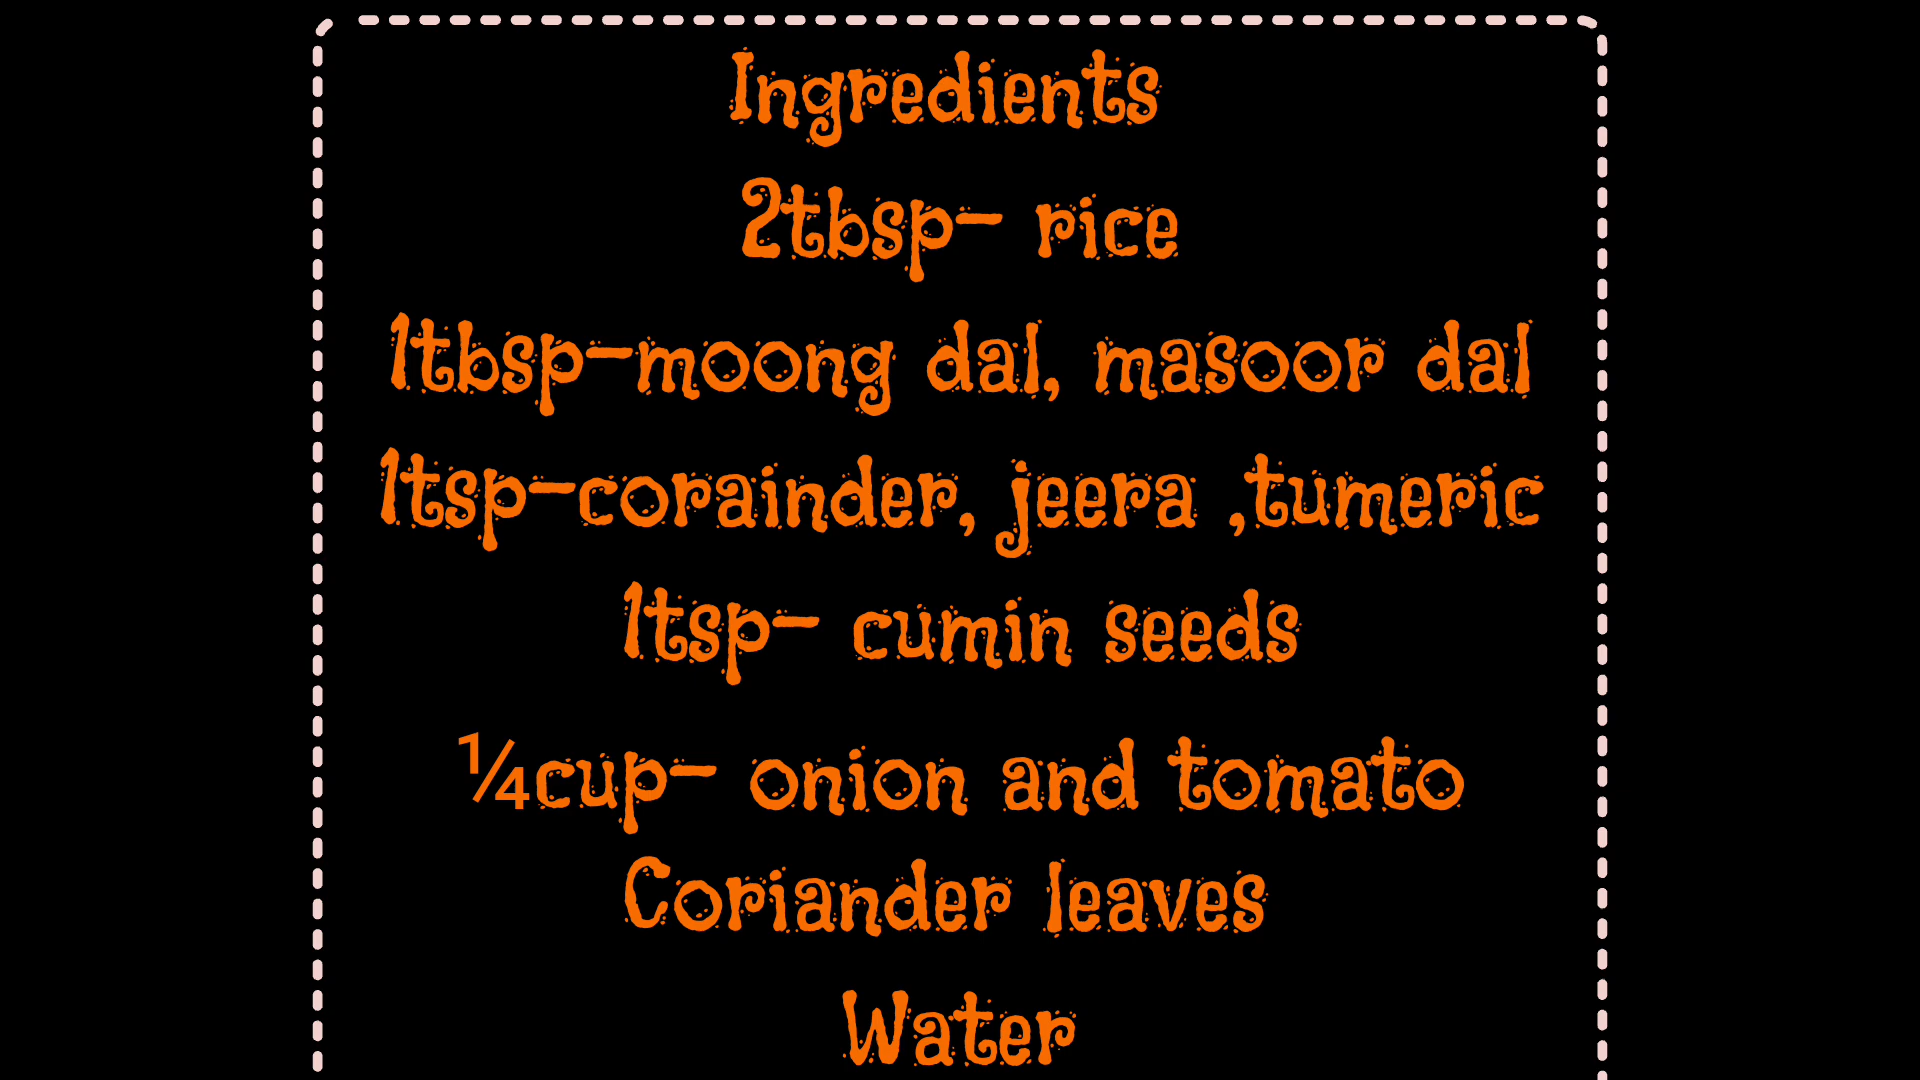 Ingredients
2tbsp- rice
1tbsp-moong dal, masoor dal
1tsp-corainder, jeera ,tumeric
1tsp- cumin seeds
¼cup- onion and tomato
Coriander leaves
Water